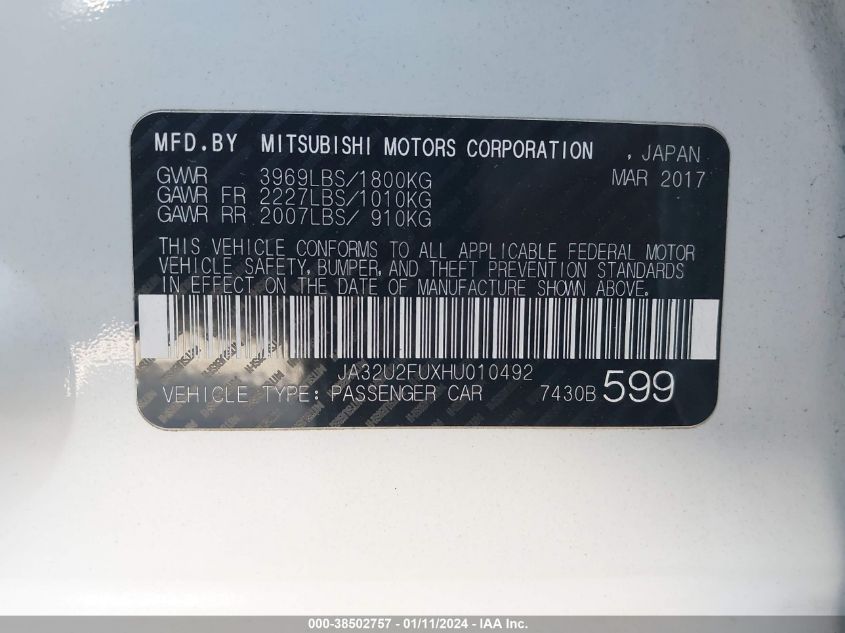 MFD.BY MITSUBISHI MOTORS CORPORATION , JAPAN
GVWR 3969LBS/1800KG MAR 2017
GAWR FR 2227LBS/1010KG
GAWR RR 2007LBS/ 910KG
THIS VEHICLE CONFORMS TO ALL APPLICABLE FEDERAL MOTOR
VEHICLE SAFETY, BUMPER, AND THEFT PREVENTION STANDARDS
IN EFFECT ON THE DATE OF MANUFACTURE SHOWN ABOVE.
JA32U2FUXHU010492
VEHICLE TYPE: PASSENGER CAR 7430B 599
000-38502757 - 01/11/2024 - IAA Inc.